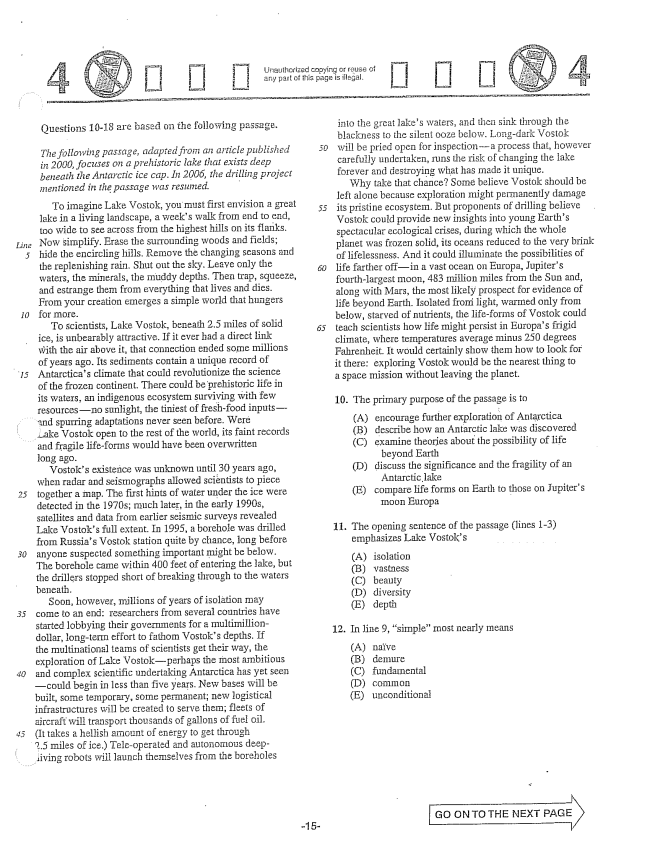 4
Unauthorized copying or reuse of
any part of this page is illegal.
4
Questions 10-18 are based on the following passage.
The following passage, adapted from an article published
in 2000, focuses on a prehistoric lake that exists deep
beneath the Antarctic ice cap. In 2006, the drilling project
mentioned in the passage was resumed.
To imagine Lake Vostok, you must first envision a great
lake in a living landscape, a week's walk from end to end,
too wide to see across from the highest hills on its flanks.
Line Now simplify. Erase the surrounding woods and fields;
5 hide the encircling hills. Remove the changing seasons and
the replenishing rain. Shut out the sky. Leave only the
waters, the minerals, the muddy depths. Then trap, squeeze,
and estrange them from everything that lives and dies.
From your creation emerges a simple world that hungers
10 for more.
To scientists, Lake Vostok, beneath 2.5 miles of solid
ice, is unbearably attractive. If it ever had a direct link
with the air above it, that connection ended some millions
of years ago. Its sediments contain a unique record of
15 Antarctica's climate that could revolutionize the science
of the frozen continent. There could be prehistoric life in
its waters, an indigenous ecosystem surviving with few
resources—no sunlight, the tiniest of fresh-food inputs—
and spurring adaptations never seen before. Were
Lake Vostok open to the rest of the world, its faint records
and fragile life-forms would have been overwritten
long ago.
Vostok's existence was unknown until 30 years ago,
when radar and seismographs allowed scientists to piece
25 together a map. The first hints of water under the ice were
detected in the 1970s; much later, in the early 1990s,
satellites and data from earlier seismic surveys revealed
Lake Vostok's full extent. In 1995, a borehole was drilled
from Russia's Vostok station quite by chance, long before
30 anyone suspected something important might be below.
The borehole came within 400 feet of entering the lake, but
the drillers stopped short of breaking through to the waters
beneath.
Soon, however, millions of years of isolation may
35 come to an end: researchers from several countries have
started lobbying their governments for a multimillion-
dollar, long-term effort to fathom Vostok's depths. If
the multinational teams of scientists get their way, the
exploration of Lake Vostok—perhaps the most ambitious
40 and complex scientific undertaking Antarctica has yet seen
—could begin in less than five years. New bases will be
built, some temporary, some permanent; new logistical
infrastructures will be created to serve them; fleets of
aircraft will transport thousands of gallons of fuel oil.
45 (It takes a hellish amount of energy to get through
2.5 miles of ice.) Tele-operated and autonomous deep-
diving robots will launch themselves from the boreholes
into the great lake's waters, and then sink through the
blackness to the silent ooze below. Long-dark Vostok
50 will be pried open for inspection—a process that, however
carefully undertaken, runs the risk of changing the lake
forever and destroying what has made it unique.
Why take that chance? Some believe Vostok should be
left alone because exploration might permanently damage
55 its pristine ecosystem. But proponents of drilling believe
Vostok could provide new insights into young Earth's
spectacular ecological crises, during which the whole
planet was frozen solid, its oceans reduced to the very brink
of lifelessness. And it could illuminate the possibilities of
60 life farther off—in a vast ocean on Europa, Jupiter's
fourth-largest moon, 483 million miles from the Sun and,
along with Mars, the most likely prospect for evidence of
life beyond Earth. Isolated from light, warmed only from
below, starved of nutrients, the life-forms of Vostok could
65 teach scientists how life might persist in Europa's frigid
climate, where temperatures average minus 250 degrees
Fahrenheit. It would certainly show them how to look for
it there: exploring Vostok would be the nearest thing to
a space mission without leaving the planet.
10. The primary purpose of the passage is to
(A) encourage further exploration of Antarctica
(B) describe how an Antarctic lake was discovered
(C) examine theories about the possibility of life
beyond Earth
(D) discuss the significance and the fragility of an
Antarctic lake
(E) compare life forms on Earth to those on Jupiter's
moon Europa
11. The opening sentence of the passage (lines 1-3)
emphasizes Lake Vostok's
(A) isolation
(B) vastness
(C) beauty
(D) diversity
(E) depth
12. In line 9, "simple" most nearly means
(A) naïve
(B) demure
(C) fundamental
(D) common
(E) unconditional
GO ON TO THE NEXT PAGE
-15-